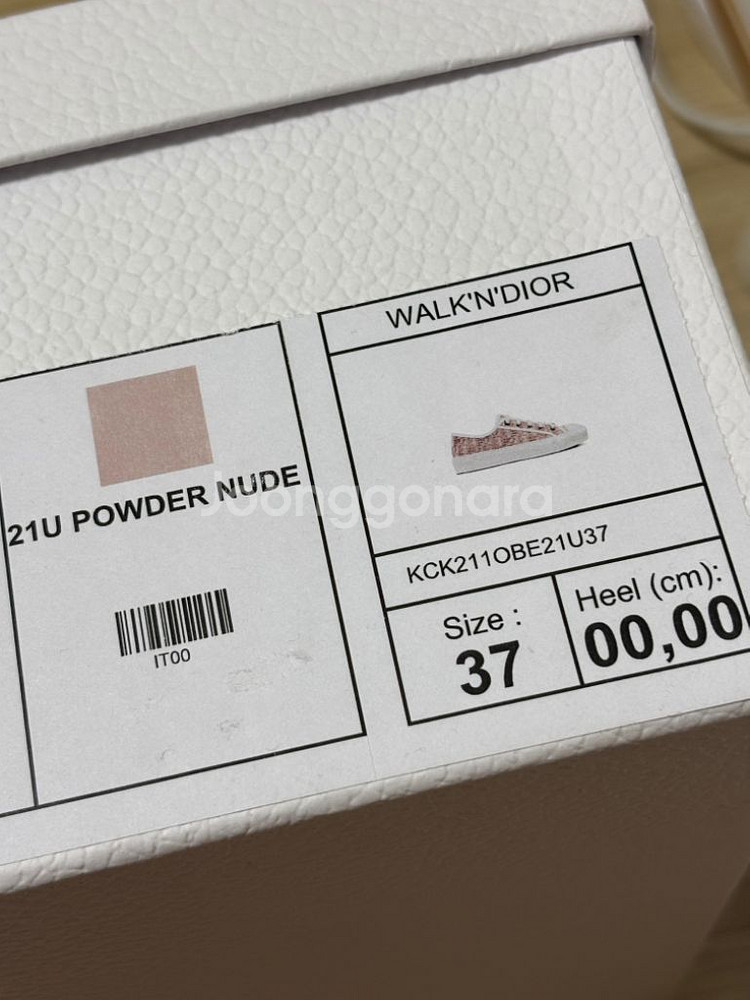 21U POWDER NUDE
IT00
WALK'N'DIOR
KCK211OBE21U37
Size :
37
Heel (cm):
00,00
Joonggonara